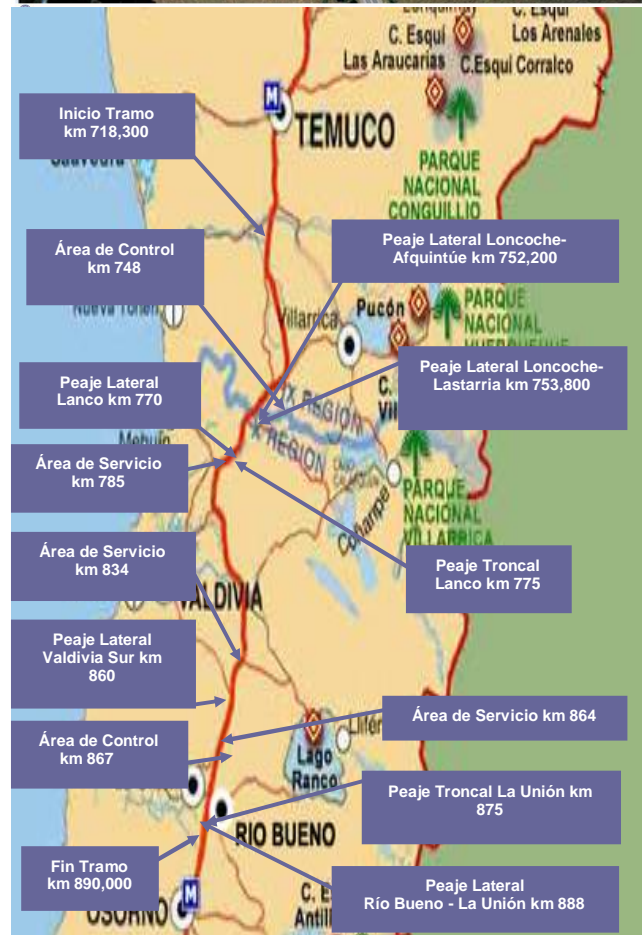 C. Esquí
Los Arenales
C. Esquí
Las Araucarias
C.Esqui Corralco
Inicio Tramo
km 718,300
M
TEMUCO
PARQUE
NACIONAL
CONGUILLIO
Área de Control
km 748
Peaje Lateral Loncoche-
Afquintúe km 752,200
Villarrica
Pucón
PARQUE
NACIONAL
Peaje Lateral
Lanco km 770
IX REGION
X REGION
Peaje Lateral Loncoche-
Lastarria km 753,800
Área de Servicio
km 785
Coñaripe
PARQUE
NACIONAL
VILLARRICA
Área de Servicio
km 834
Peaje Troncal
Lanco km 775
Peaje Lateral
Valdivia Sur km
860
Área de Servicio km 864
Área de Control
km 867
Lago
Ranco
Peaje Troncal La Unión km
875
RIO BUENO
Fin Tramo
km 890,000
Peaje Lateral
Río Bueno - La Unión km 888
M
OSORNO